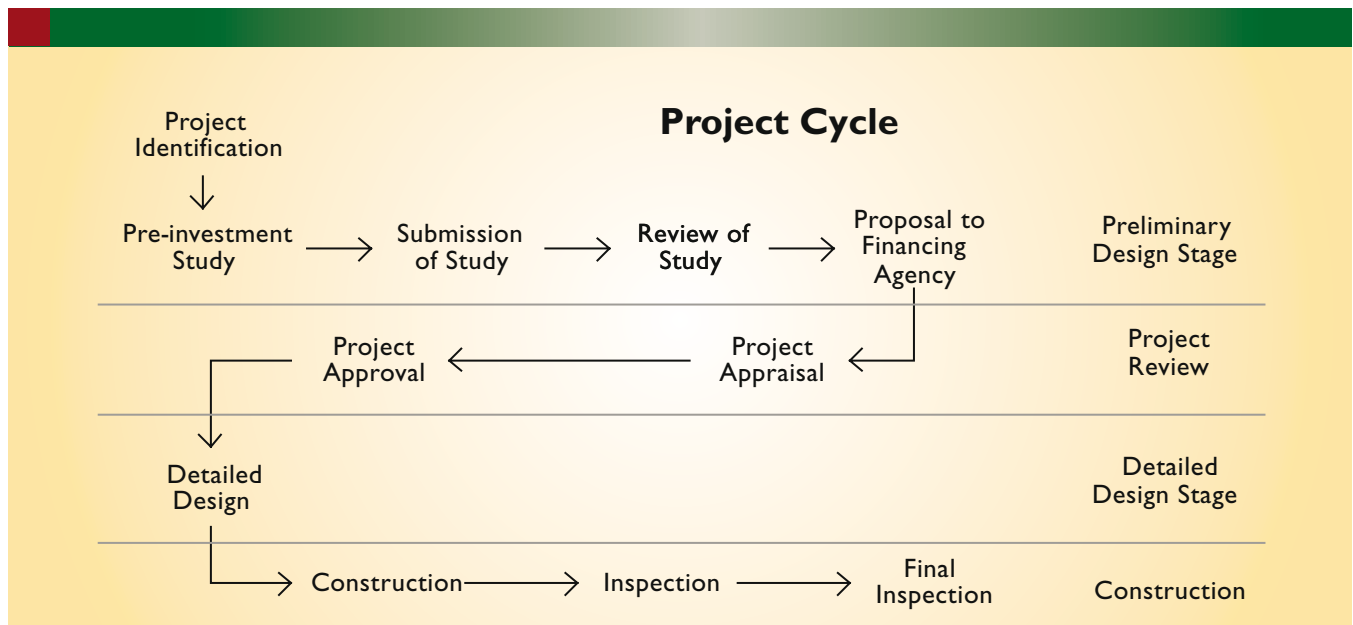 Project Cycle
Project
Identification
Pre-investment
Study
Submission
of Study
Review of
Study
Proposal to
Financing
Agency
Preliminary
Design Stage
Project
Approval
Project
Appraisal
Project
Review
Detailed
Design
Detailed
Design Stage
Construction
Inspection
Final
Inspection
Construction